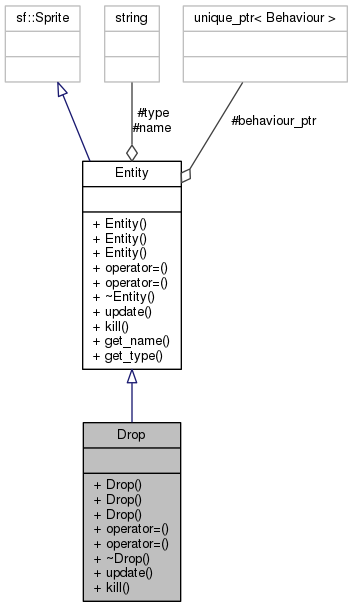 sf::Sprite
string
unique_ptr< Behaviour >
#type
#name
#behaviour_ptr
Entity
+ Entity()
+ Entity()
+ Entity()
+ operator=()
+ operator=()
+ ~Entity()
+ update()
+ kill()
+ get_name()
+ get_type()
Drop
+ Drop()
+ Drop()
+ Drop()
+ operator=()
+ operator=()
+ ~Drop()
+ update()
+ kill()